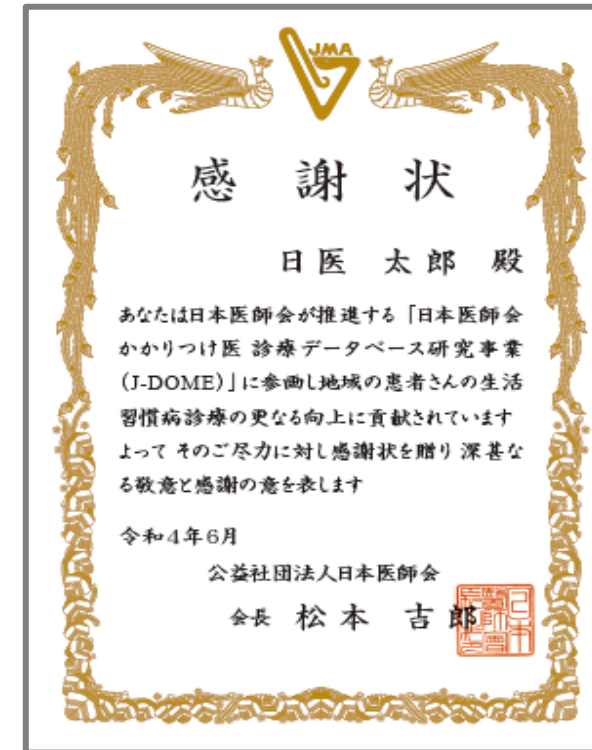 JMA
感謝状
日医 太郎 殿
あなたは日本医師会が推進する「日本医師会
かかりつけ医 診療データベース研究事業
(J-DOME)」に参画し地域の患者さんの生活
習慣病診療の更なる向上に貢献されています
よって そのご尽力に対し感謝状を贈り 深甚な
る敬意と感謝の意を表します
令和4年6月
公益社団法人日本医師会
会長 松本 吉郎